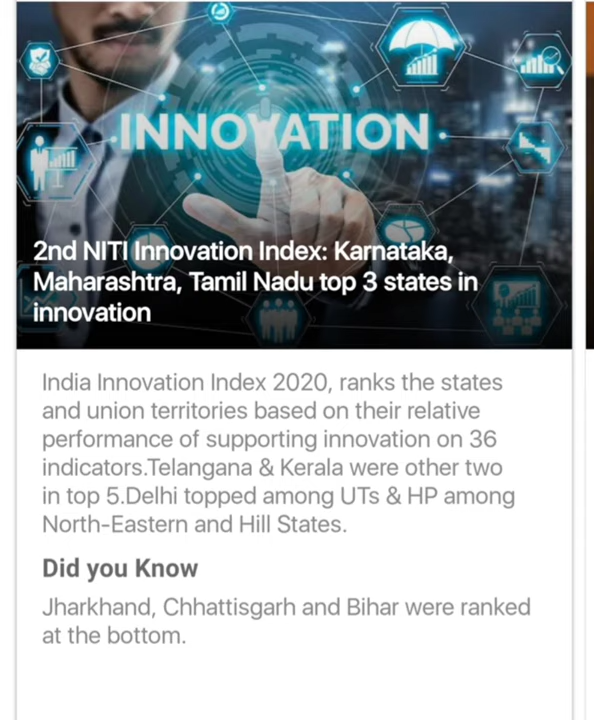 INNOVATION
2nd NITI Innovation Index: Karnataka,
Maharashtra, Tamil Nadu top 3 states in
innovation
India Innovation Index 2020, ranks the states
and union territories based on their relative
performance of supporting innovation on 36
indicators.Telangana & Kerala were other two
in top 5.Delhi topped among UTs & HP among
North-Eastern and Hill States.
Did you Know
Jharkhand, Chhattisgarh and Bihar were ranked
at the bottom.